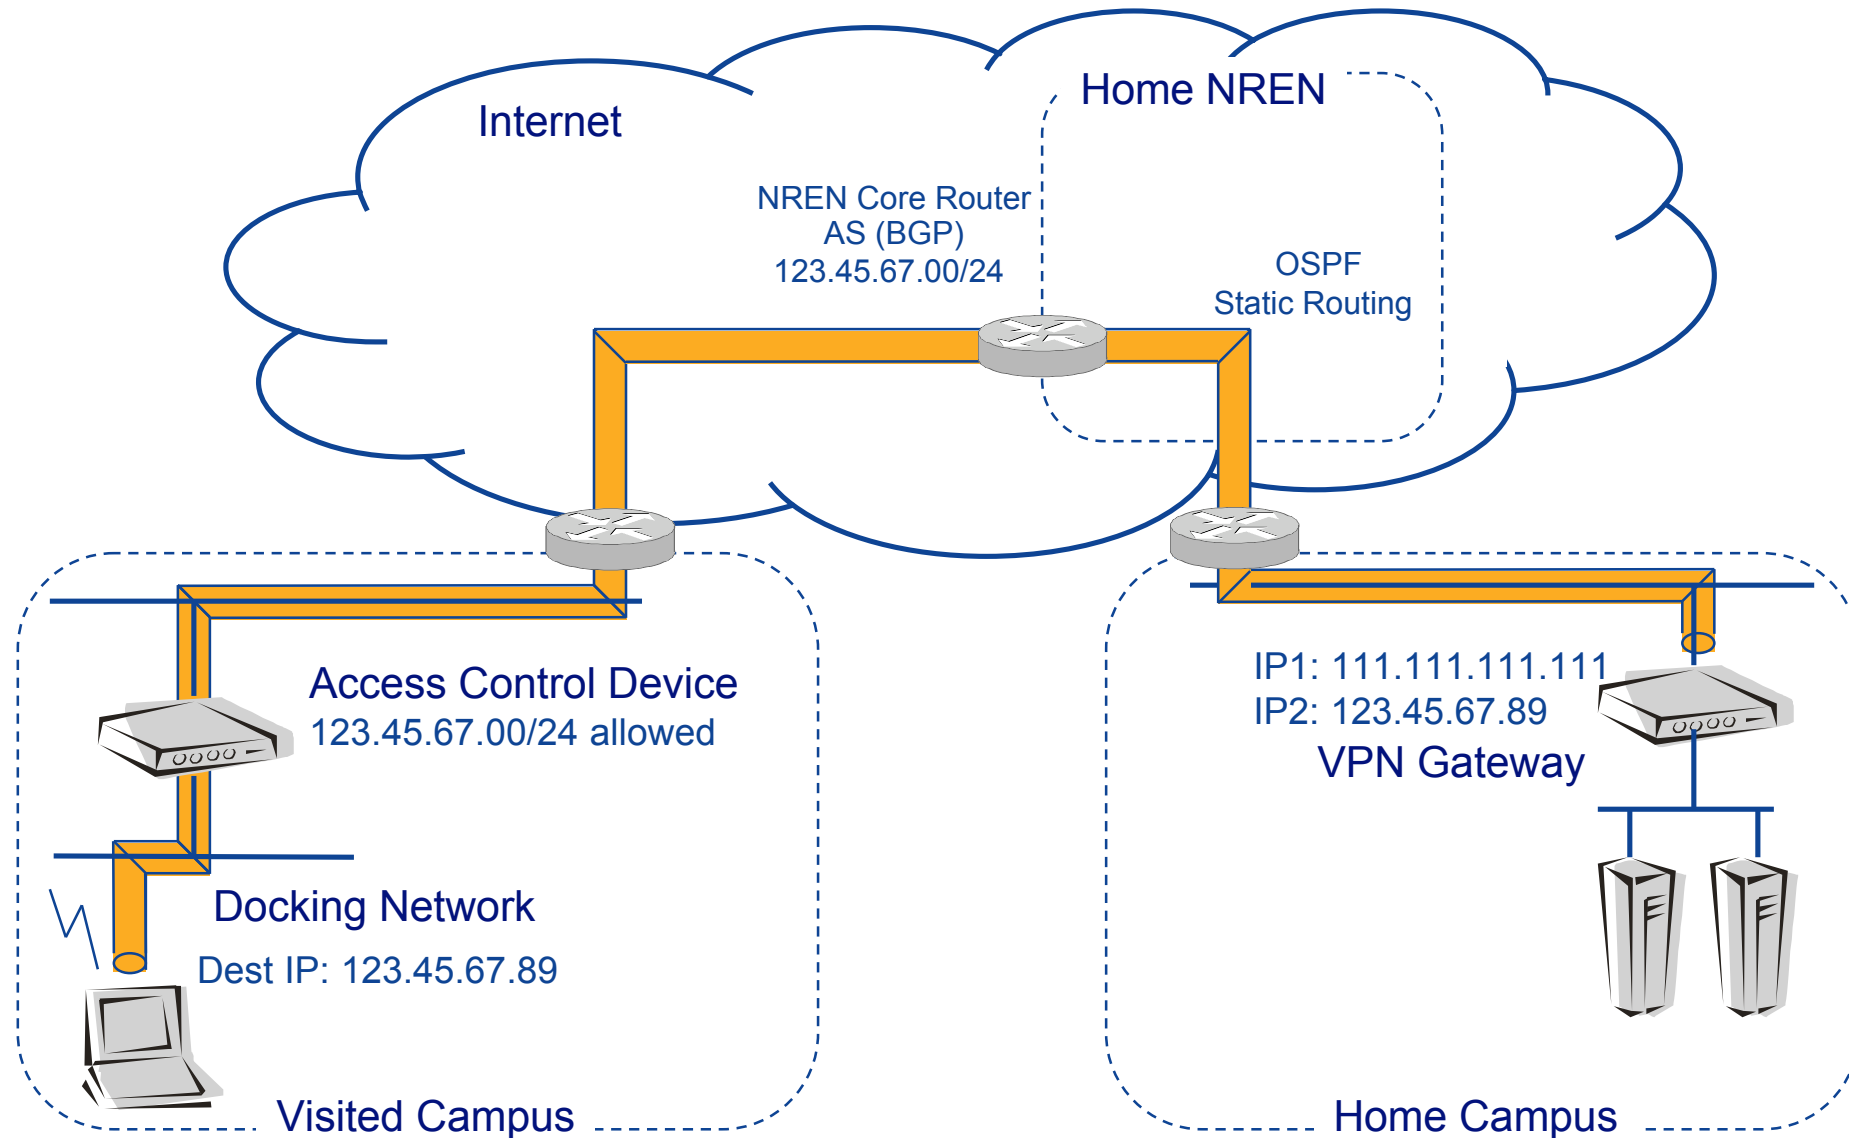 Internet
Home NREN
NREN Core Router
AS (BGP)
123.45.67.00/24
OSPF
Static Routing
Access Control Device
123.45.67.00/24 allowed
IP1: 111.111.111.111
IP2: 123.45.67.89
VPN Gateway
Docking Network
Dest IP: 123.45.67.89
Visited Campus
Home Campus